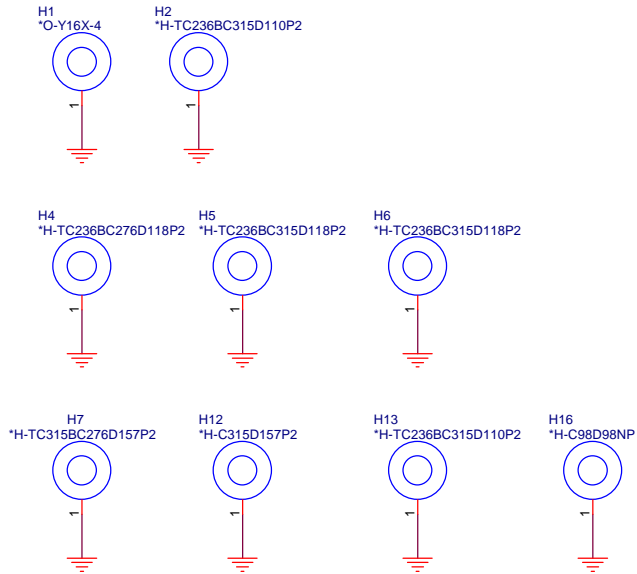 H1
*O-Y16X-4
1
H2
*H-TC236BC315D110P2
1
H4
*H-TC236BC276D118P2
1
H5
*H-TC236BC315D118P2
1
H6
*H-TC236BC315D118P2
1
H7
*H-TC315BC276D157P2
1
H12
*H-C315D157P2
1
H13
*H-TC236BC315D110P2
1
H16
*H-C98D98NP
1